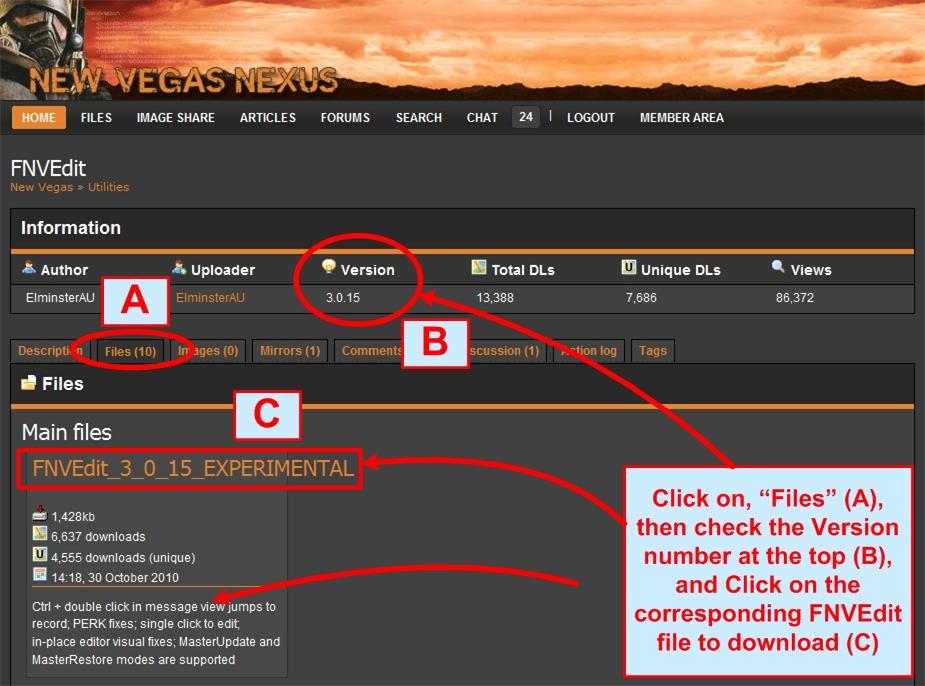 NEW VEGAS NEXUS
HOME FILES IMAGE SHARE ARTICLES FORUMS SEARCH CHAT 24 | LOGOUT MEMBER AREA
FNVEdit
New Vegas » Utilities
Information
Author Uploader Version Total DLs Unique DLs Views
ElminsterAU ElminsterAU 3.0.15 13,388 7,686 86,372
A
B
Description Files (10) Images (0) Mirrors (1) Comments scussion (1) Action log Tags
Files
C
Main files
FNVEdit_3_0_15_EXPERIMENTAL
1,428kb
6,637 downloads
4,555 downloads (unique)
14:18, 30 October 2010
Ctrl + double click in message view jumps to
record; PERK fixes; single click to edit;
in-place editor visual fixes; MasterUpdate and
MasterRestore modes are supported
Click on, “Files” (A),
then check the Version
number at the top (B),
and Click on the
corresponding FNVEdit
file to download (C)